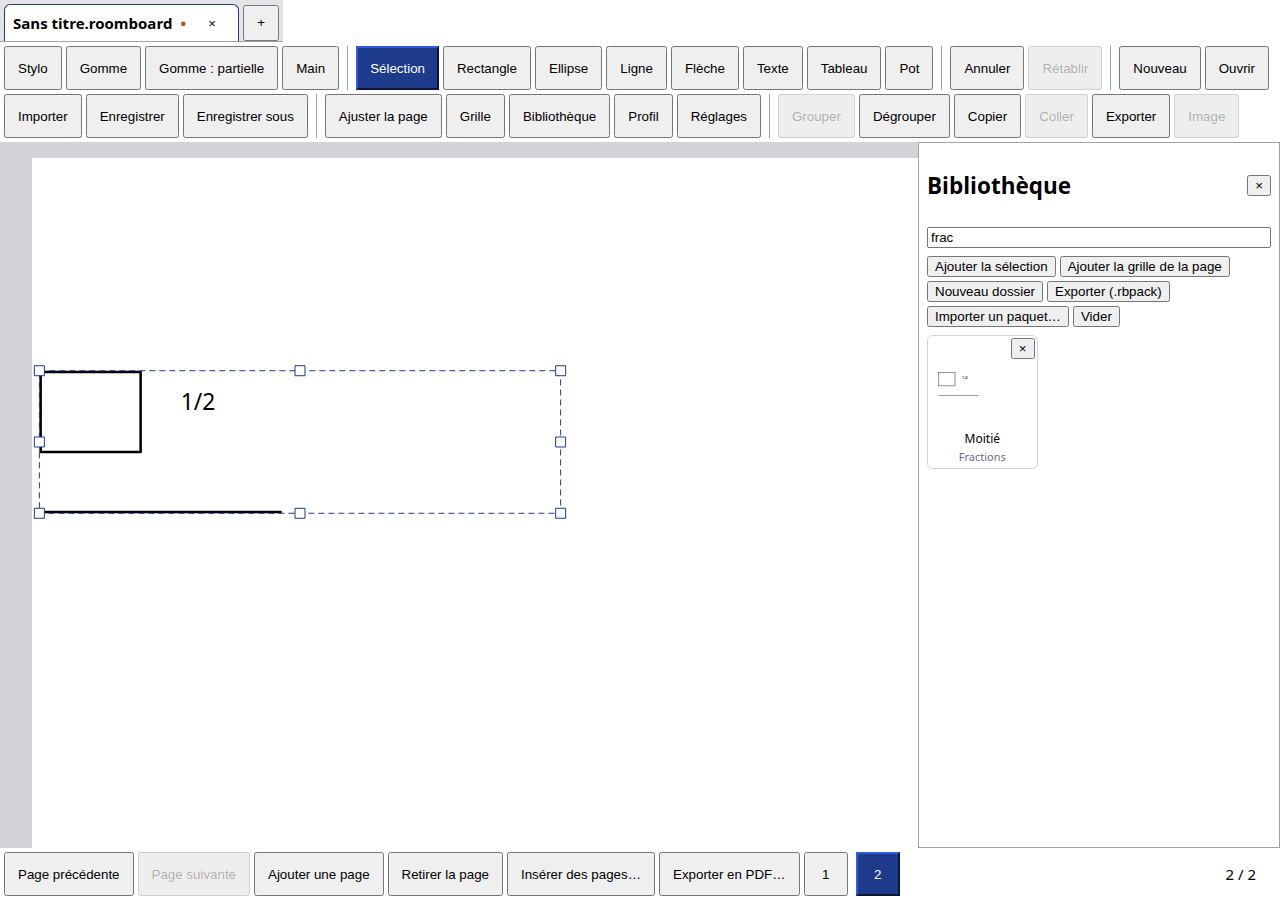 Sans titre.roomboard • × +
Stylo Gomme Gomme : partielle Main Sélection Rectangle Ellipse Ligne Flèche Texte Tableau Pot Annuler Rétablir Nouveau Ouvrir
Importer Enregistrer Enregistrer sous Ajuster la page Grille Bibliothèque Profil Réglages Grouper Dégrouper Copier Coller Exporter Image
Bibliothèque ×
frac
Ajouter la sélection Ajouter la grille de la page
Nouveau dossier Exporter (.rbpack)
Importer un paquet… Vider
×
Moitié
Fractions
1/2
Page précédente Page suivante Ajouter une page Retirer la page Insérer des pages… Exporter en PDF… 1 2 2 / 2